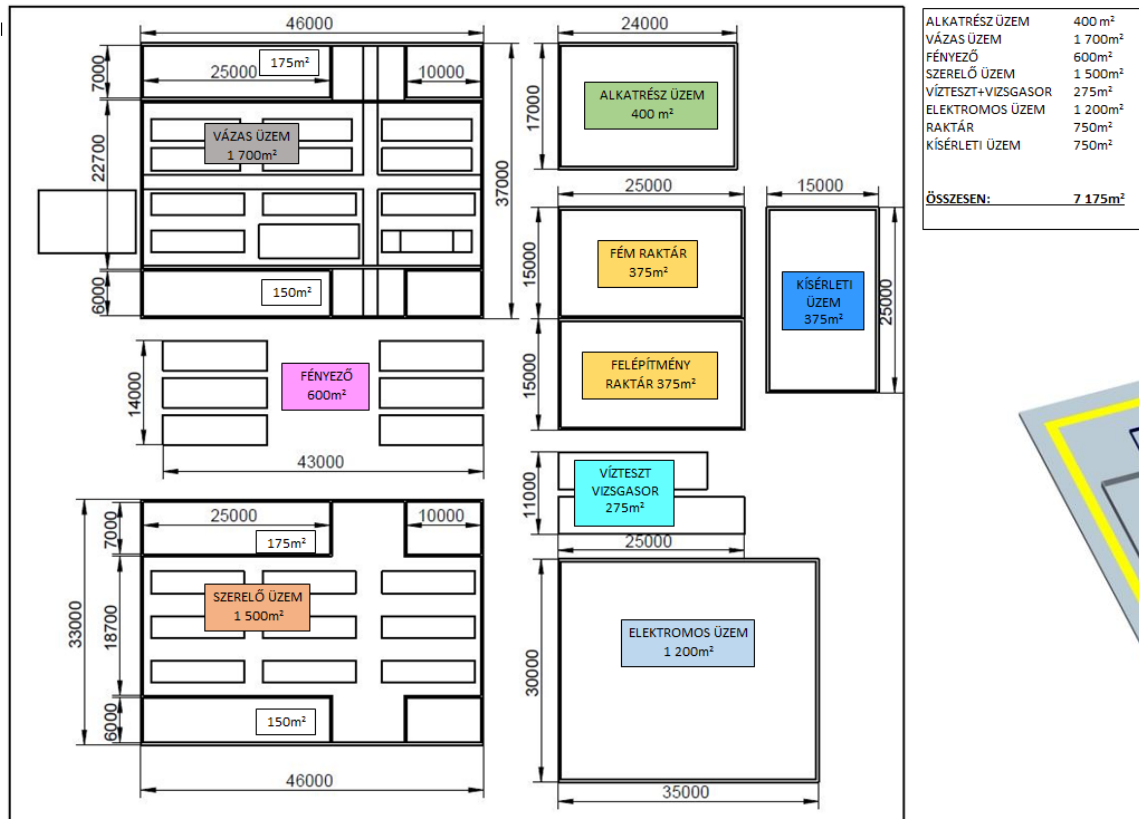 46000
7000
175m²
25000
10000
22700
VÁZAS ÜZEM
1 700m²
37000
6000
150m²
24000
17000
ALKATRÉSZ ÜZEM
400 m²
25000
15000
15000
FÉM RAKTÁR
375m²
KÍSÉRLETI
ÜZEM
375m²
25000
15000
FELÉPÍTMÉNY
RAKTÁR 375m²
14000
FÉNYEZŐ
600m²
43000
11000
VÍZTESZT
VIZSGASOR
275m²
25000
33000
7000
25000
10000
175m²
18700
SZERELŐ ÜZEM
1 500m²
6000
150m²
46000
30000
ELEKTROMOS ÜZEM
1 200m²
35000
ALKATRÉSZ ÜZEM 400 m²
VÁZAS ÜZEM 1 700m²
FÉNYEZŐ 600m²
SZERELŐ ÜZEM 1 500m²
VÍZTESZT+VIZSGASOR 275m²
ELEKTROMOS ÜZEM 1 200m²
RAKTÁR 750m²
KÍSÉRLETI ÜZEM 750m²
ÖSSZESEN: 7 175m²